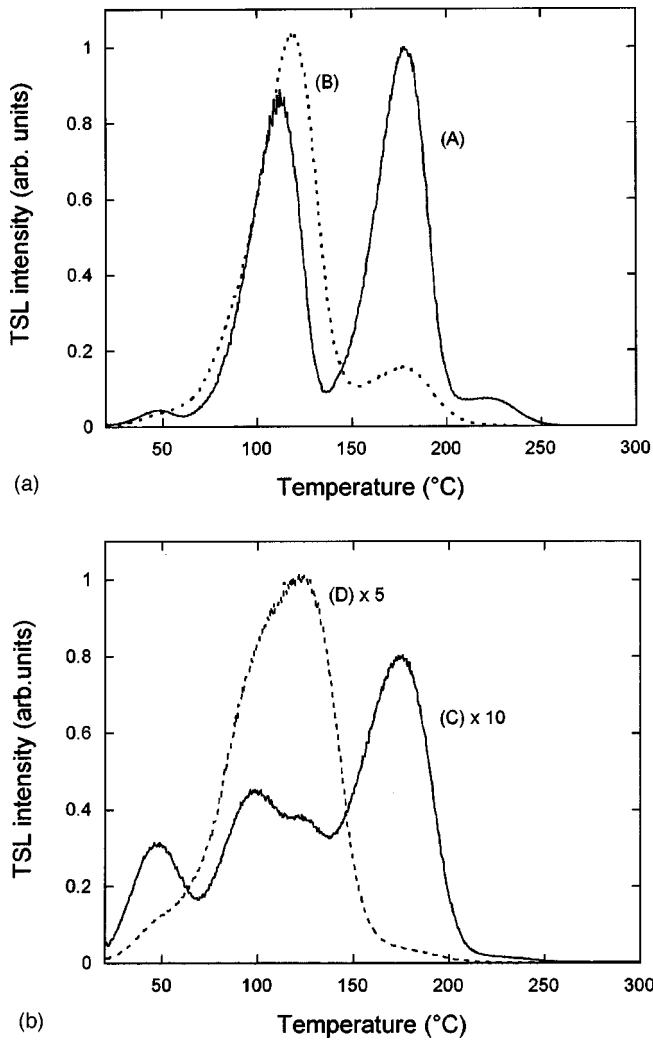 TSL intensity (arb. units)
1
0.8
0.6
0.4
0.2
0
(B)
(A)
50 100 150 200 250 300
Temperature (°C)
(a)
TSL intensity (arb.units)
1
0.8
0.6
0.4
0.2
0
(D) x 5
(C) x 10
50 100 150 200 250 300
Temperature (°C)
(b)